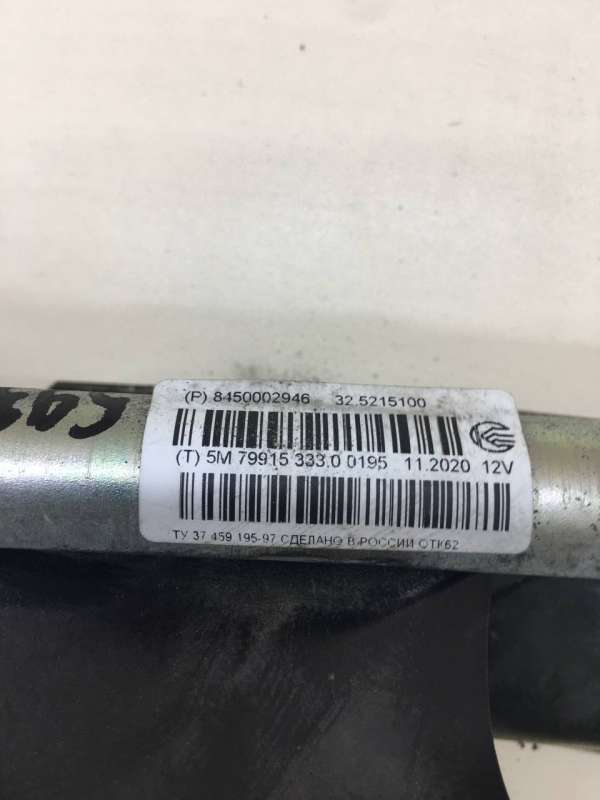 (P) 8450002946 32.5215100
(T) 5M 79915 333.0 0195 11.2020 12V
ТУ 37 459 195-97 СДЕЛАНО В РОССИИ ОТК62